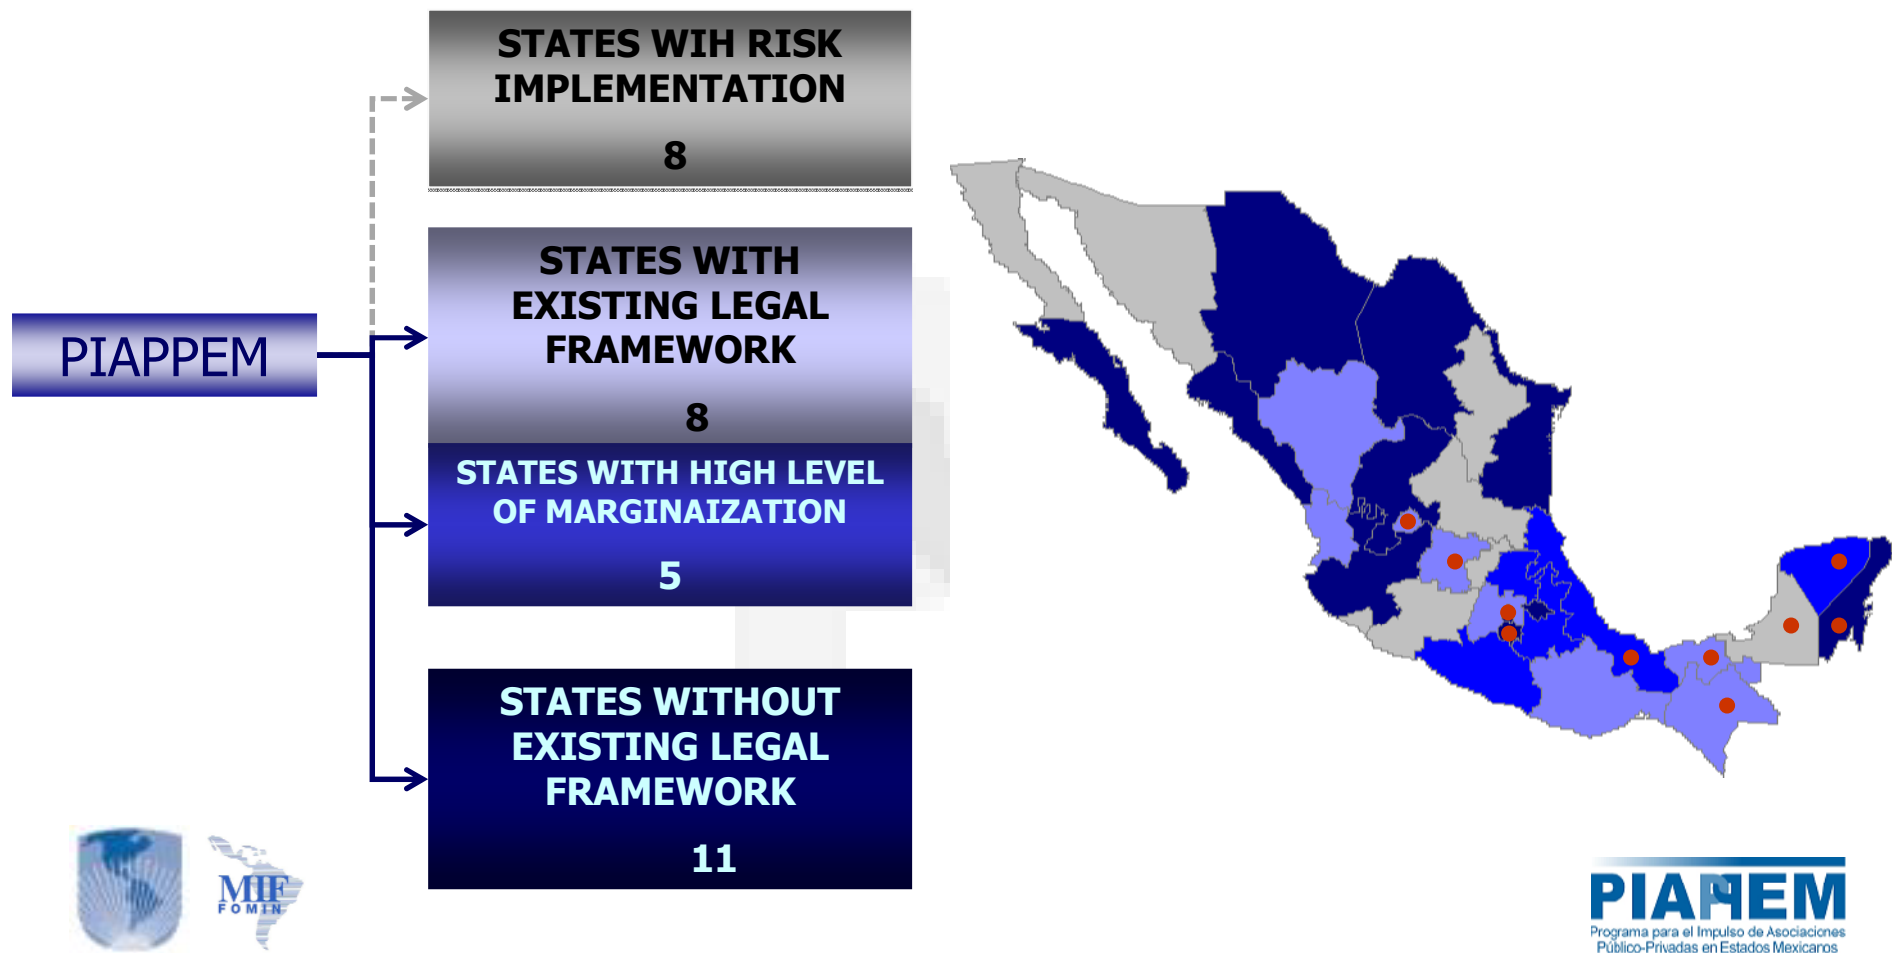 STATES WIH RISK
IMPLEMENTATION
8
PIAPPEM
STATES WITH
EXISTING LEGAL
FRAMEWORK
8
STATES WITH HIGH LEVEL
OF MARGINAIZATION
5
STATES WITHOUT
EXISTING LEGAL
FRAMEWORK
11
MIF
FOMIN
PIAPPEM
Programa para el Impulso de Asociaciones
Público-Privadas en Estados Mexicanos